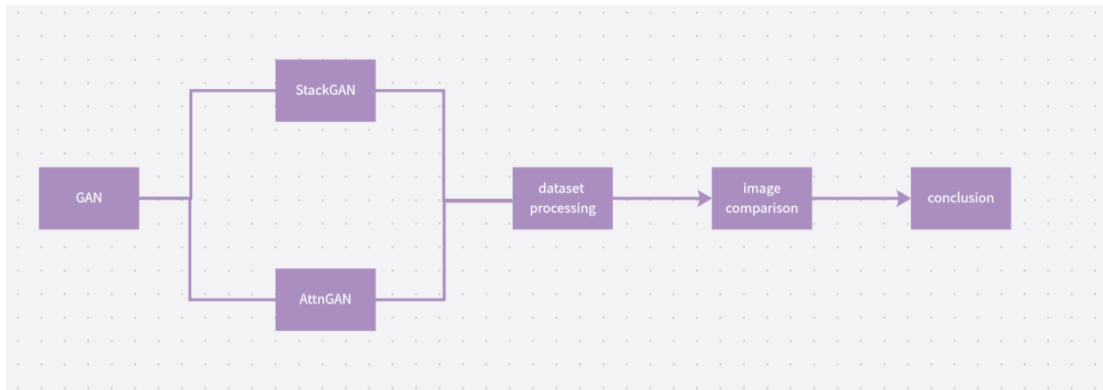 StackGAN
GAN
dataset
processing
image
comparison
conclusion
AttnGAN